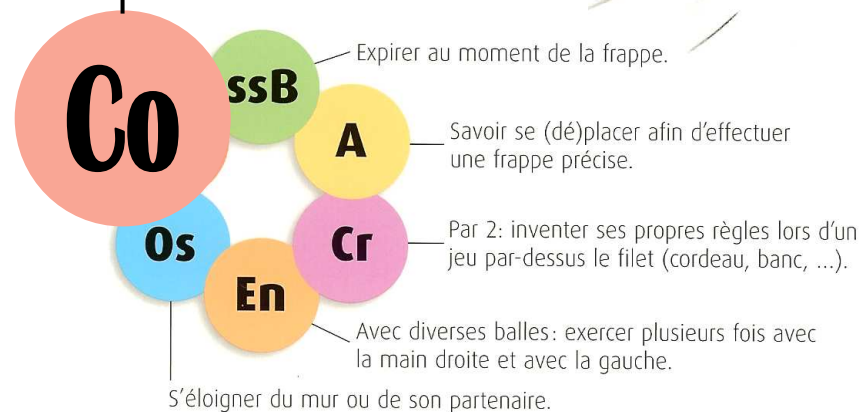 Co
ssB
Expirer au moment de la frappe.
A
Savoir se (dé)placer afin d'effectuer
une frappe précise.
Cr
Par 2: inventer ses propres règles lors d'un
jeu par-dessus le filet (cordeau, banc, ...).
En
Avec diverses balles: exercer plusieurs fois avec
la main droite et avec la gauche.
Os
S'éloigner du mur ou de son partenaire.